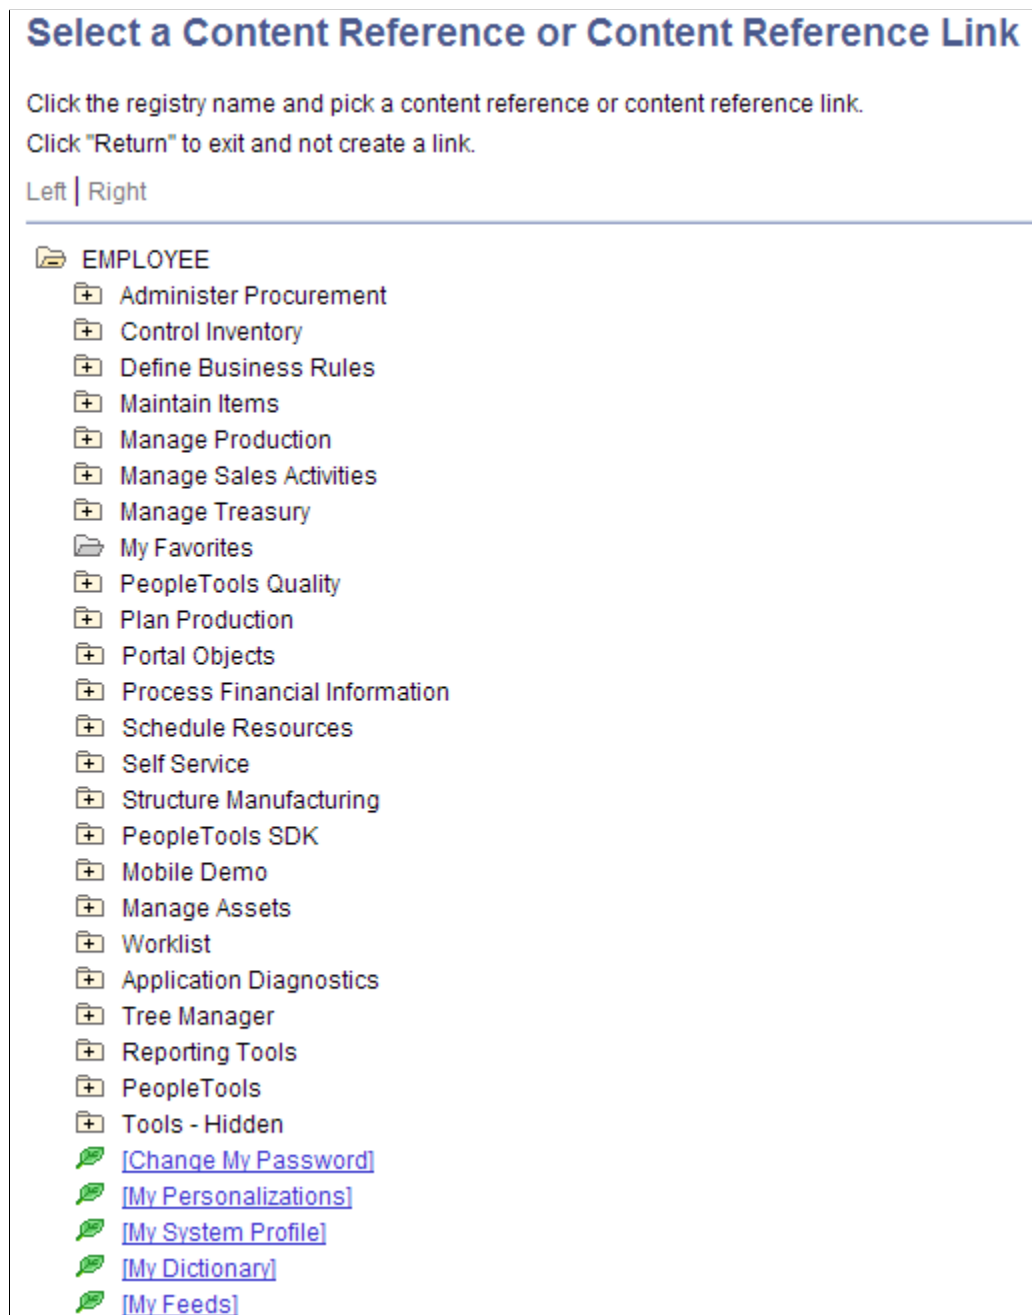 Select a Content Reference or Content Reference Link
Click the registry name and pick a content reference or content reference link.
Click "Return" to exit and not create a link.
Left | Right
EMPLOYEE
Administer Procurement
Control Inventory
Define Business Rules
Maintain Items
Manage Production
Manage Sales Activities
Manage Treasury
My Favorites
PeopleTools Quality
Plan Production
Portal Objects
Process Financial Information
Schedule Resources
Self Service
Structure Manufacturing
PeopleTools SDK
Mobile Demo
Manage Assets
Worklist
Application Diagnostics
Tree Manager
Reporting Tools
PeopleTools
Tools - Hidden
[Change My Password]
[My Personalizations]
[My System Profile]
[My Dictionary]
[My Feeds]